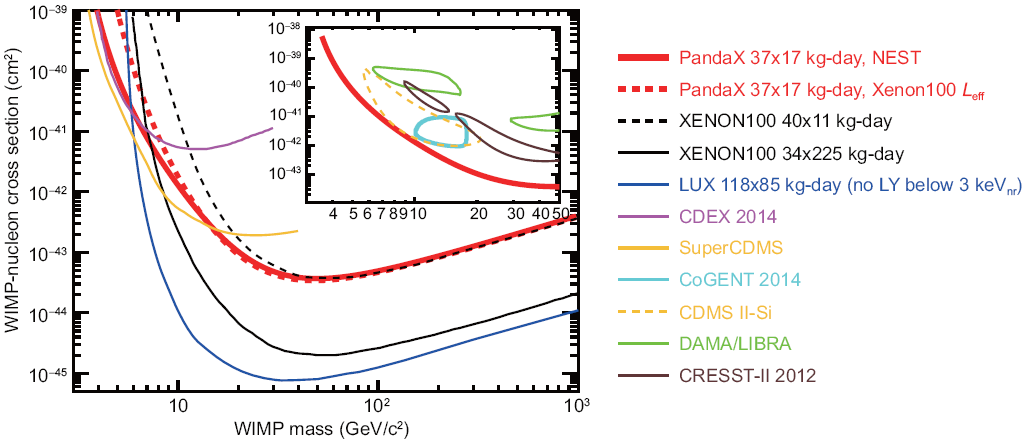 10⁻³⁹
10⁻⁴⁰
10⁻⁴¹
10⁻⁴²
10⁻⁴³
10⁻⁴⁴
10⁻⁴⁵
WIMP-nucleon cross section (cm²)
10
10²
10³
WIMP mass (GeV/c²)
10⁻³⁸
10⁻³⁹
10⁻⁴⁰
10⁻⁴¹
10⁻⁴²
10⁻⁴³
4 5 6 7 8 9 10 20 30 40 50
PandaX 37x17 kg-day, NEST
PandaX 37x17 kg-day, Xenon100 L_eff
XENON100 40x11 kg-day
XENON100 34x225 kg-day
LUX 118x85 kg-day (no LY below 3 keV_nr)
CDEX 2014
SuperCDMS
CoGENT 2014
CDMS II-Si
DAMA/LIBRA
CRESST-II 2012